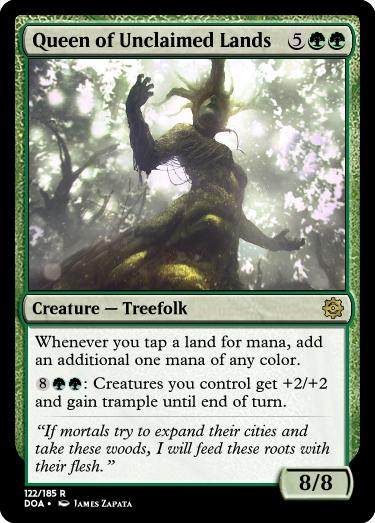 Queen of Unclaimed Lands 5
Creature — Treefolk
Whenever you tap a land for mana, add
an additional one mana of any color.
8: Creatures you control get +2/+2
and gain trample until end of turn.
“If mortals try to expand their cities and
take these woods, I will feed these roots with
their flesh.”
8/8
122/185 R
DOA • James Zapata